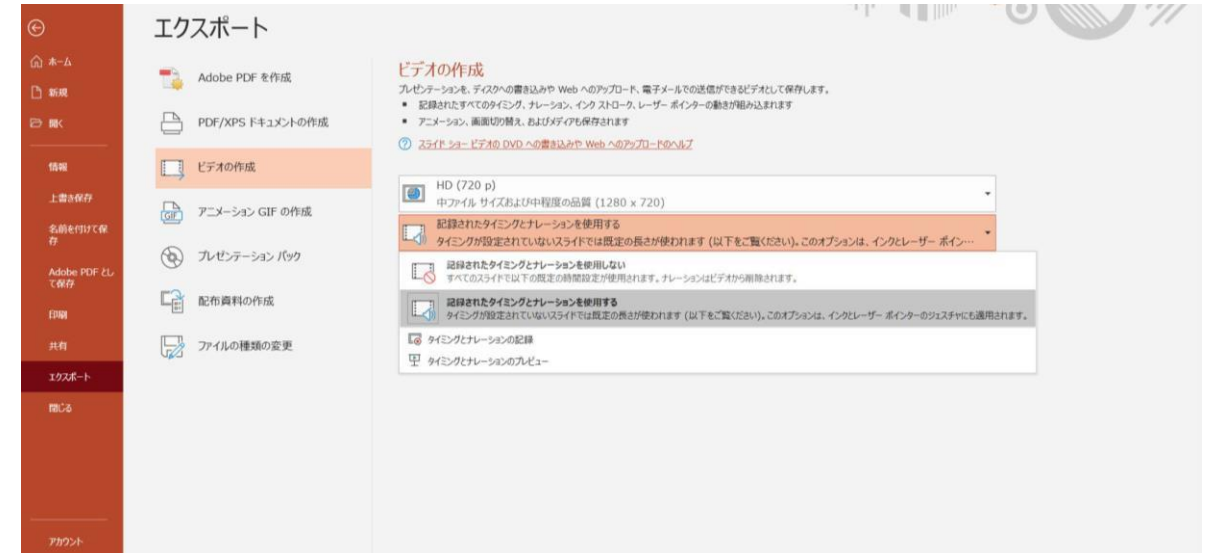 エクスポート
ホーム
新規
開く
情報
上書き保存
名前を付けて保
存
Adobe PDF とし
て保存
印刷
共有
エクスポート
閉じる
アカウント
Adobe PDF を作成
PDF/XPS ドキュメントの作成
ビデオの作成
GIF
アニメーション GIF の作成
プレゼンテーション パック
配布資料の作成
ファイルの種類の変更
ビデオの作成
プレゼンテーションを、ディスクへの書き込みや Web へのアップロード、電子メールでの送信ができるビデオとして保存します。
▪ 記録されたすべてのタイミング、ナレーション、インク ストローク、レーザー ポインターの動きが組み込まれます
▪ アニメーション、画面切り替え、およびメディアも保存されます
? スライド ショー ビデオの DVD への書き込みや Web へのアップロードのヘルプ
HD (720 p)
中ファイル サイズおよび中程度の品質 (1280 x 720)
記録されたタイミングとナレーションを使用する
タイミングが設定されていないスライドでは既定の長さが使われます (以下をご覧ください)。このオプションは、インクとレーザー ポイン…
記録されたタイミングとナレーションを使用しない
すべてのスライドで以下の既定の時間設定が使用されます。ナレーションはビデオから削除されます。
記録されたタイミングとナレーションを使用する
タイミングが設定されていないスライドでは既定の長さが使われます (以下をご覧ください)。このオプションは、インクとレーザー ポインターのジェスチャにも適用されます。
タイミングとナレーションの記録
タイミングとナレーションのプレビュー